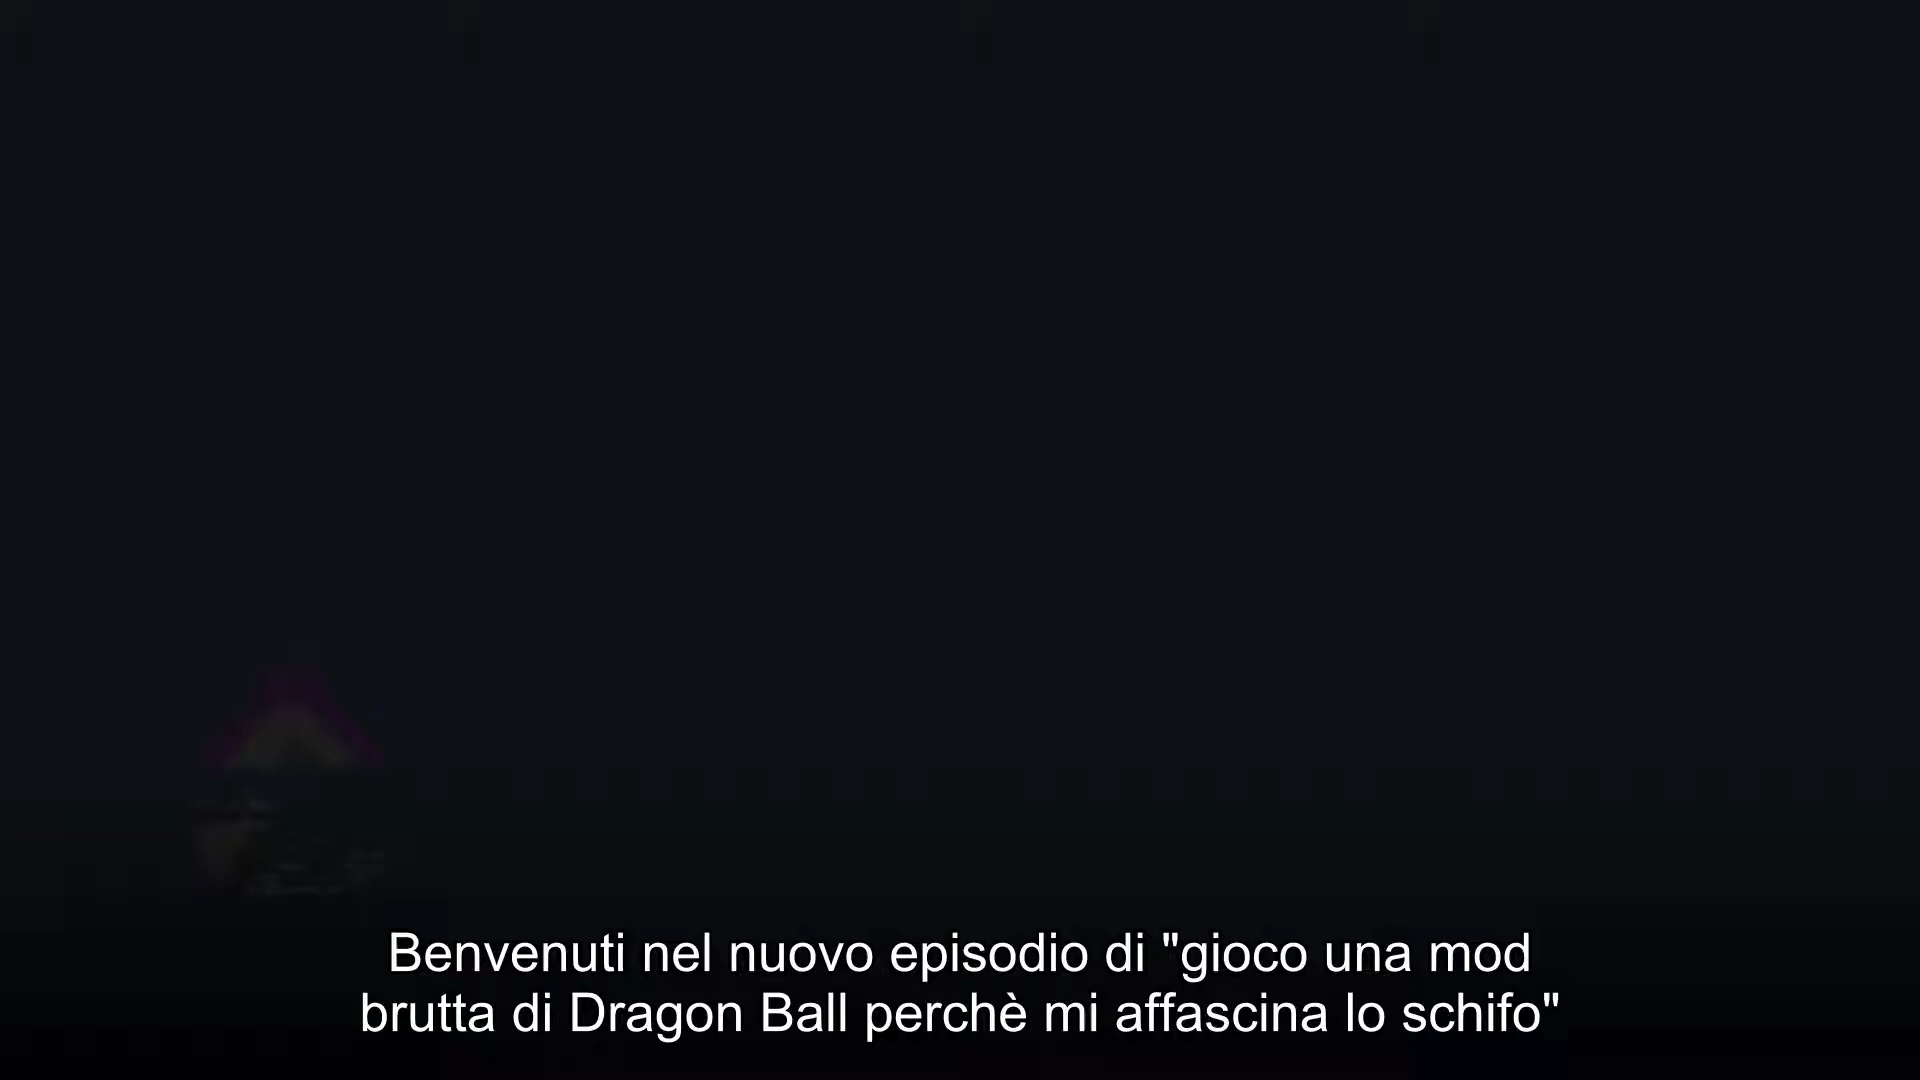 Benvenuti nel nuovo episodio di "gioco una mod
brutta di Dragon Ball perchè mi affascina lo schifo"